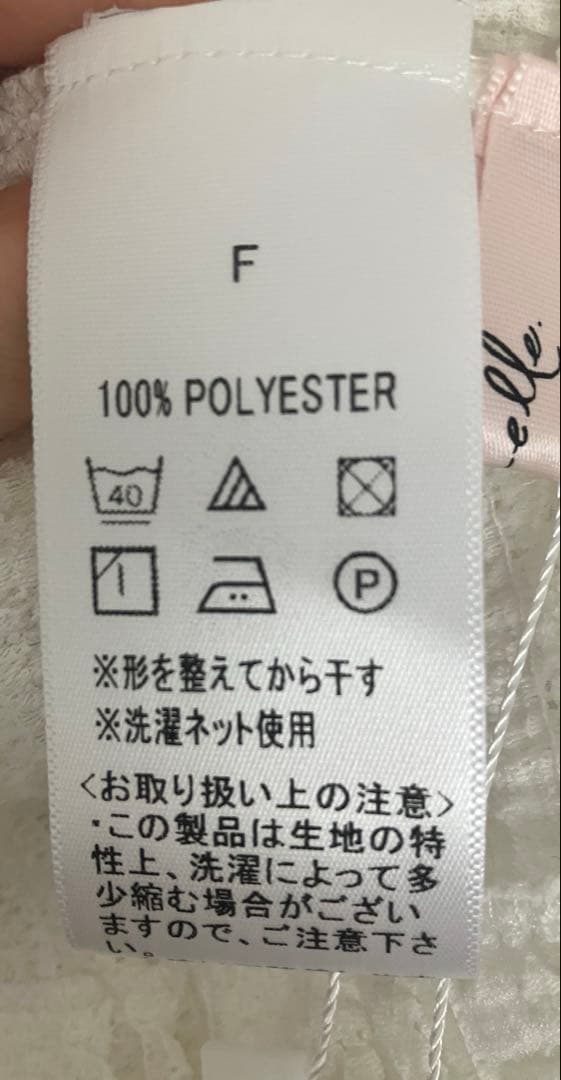 F
100% POLYESTER
40
P
※形を整えてから干す
※洗濯ネット使用
<お取り扱い上の注意>
・この製品は生地の特
性上、洗濯によって多
少縮む場合がござい
ますので、ご注意下さ
い。
elle.